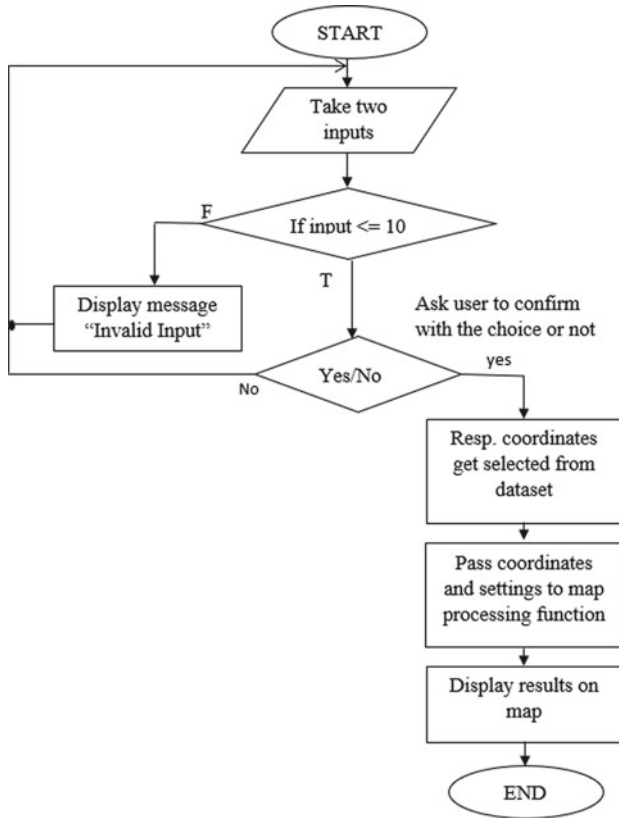 START
Take two
inputs
F
If input <= 10
T
Display message
“Invalid Input”
Ask user to confirm
with the choice or not
No
Yes/No
yes
Resp. coordinates
get selected from
dataset
Pass coordinates
and settings to map
processing function
Display results on
map
END